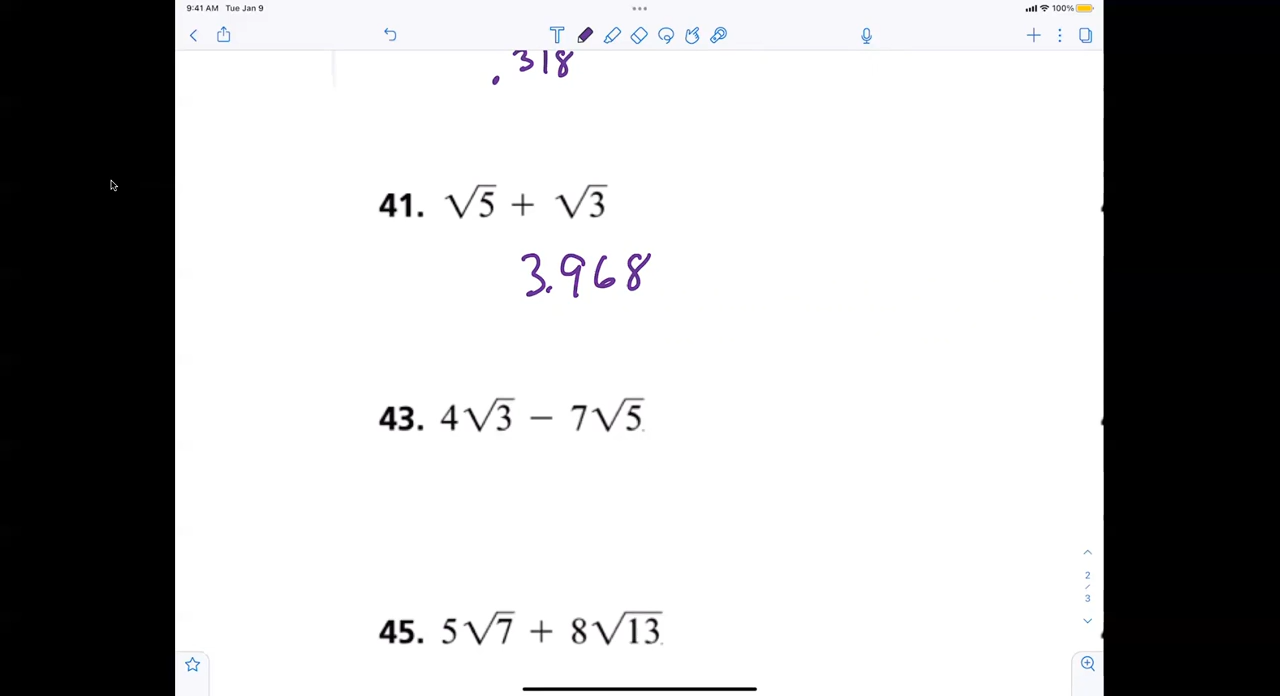 9:41 AM Tue Jan 9
100%
.318
41. √5 + √3
3.968
43. 4√3 − 7√5
2
/
3
45. 5√7 + 8√13